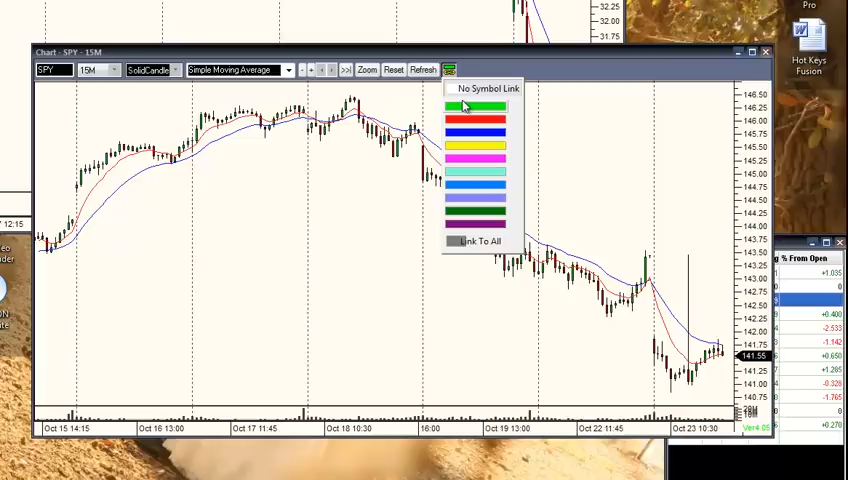 Pro
32.25
32.00
31.75
Hot Keys
Fusion
Chart - SPY - 15M
SPY
15M
SolidCandle
Simple Moving Average
-
+
>>|
Zoom
Reset
Refresh
No Symbol Link
Link To All
146.50
146.25
146.00
145.75
145.50
145.25
145.00
144.75
144.50
144.25
144.00
143.75
143.50
143.25
143.00
142.75
142.50
142.25
142.00
141.75
141.55
141.25
141.00
140.75
12:15
Oct 15 14:15
Oct 16 13:00
Oct 17 11:45
Oct 18 10:30
16:00
Oct 19 13:00
Oct 22 11:45
Oct 23 10:30
Ver4.05
% From Open
+1.035
0
+0.400
-2.533
-1.142
+0.650
+1.285
-0.328
-1.765
0
+0.270